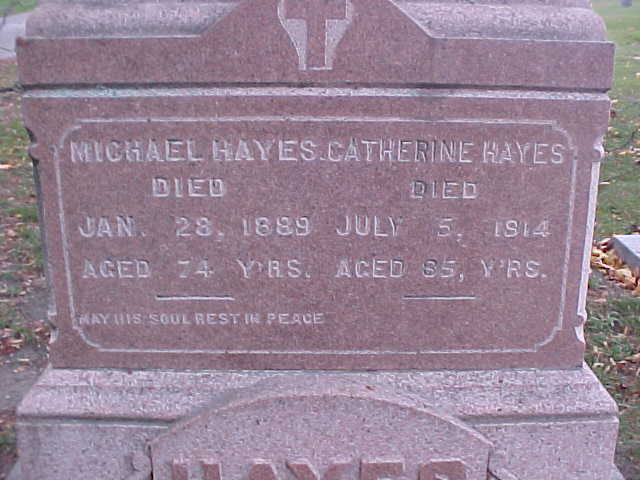 MICHAEL HAYES. CATHERINE HAYES
DIED DIED
JAN. 28, 1889 JULY 5, 1914
AGED 74 Y'RS. AGED 85, Y'RS.
MAY HIS SOUL REST IN PEACE
HAYES